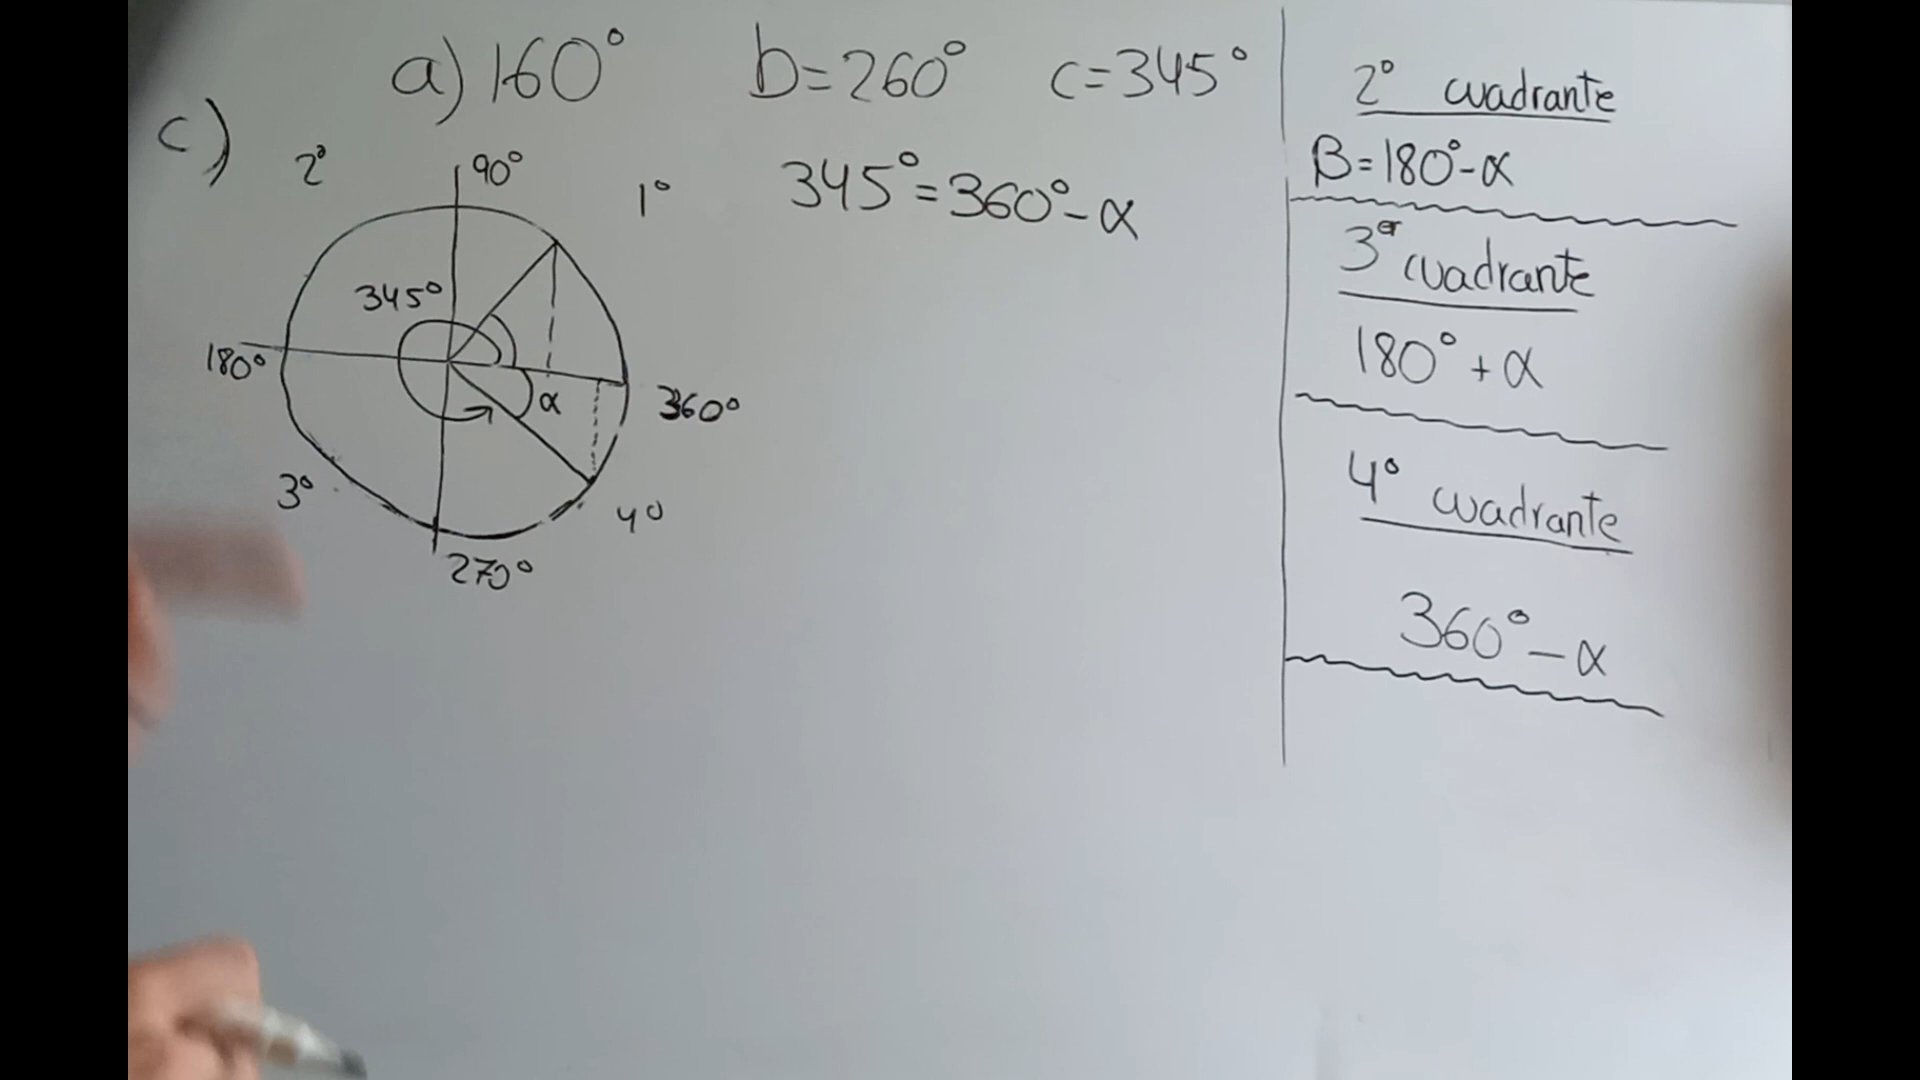 a) 160° b=260° c=345°
c)
345°=360°-α
2°
90°
1°
345°
180°
α
360°
3°
4°
270°
2° cuadrante
β=180°-α
3er cuadrante
180°+α
4° cuadrante
360°-α